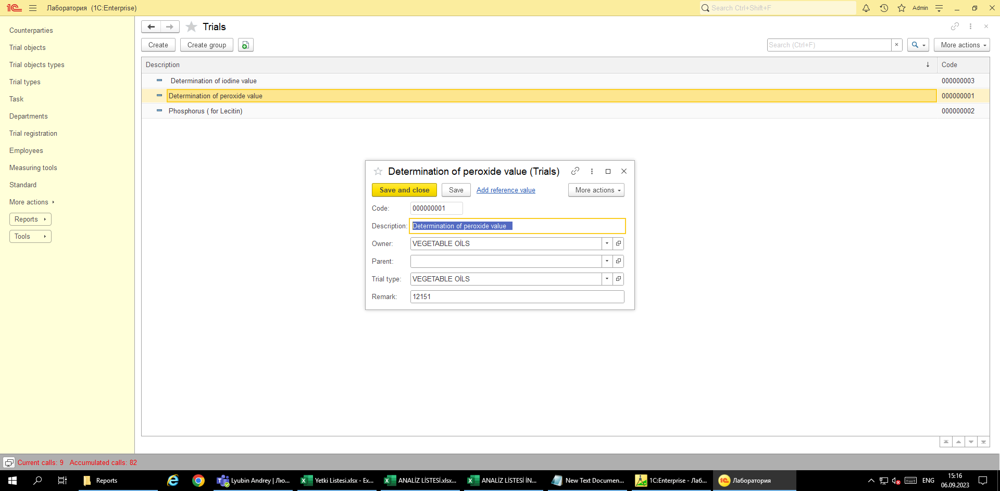 1С Лаборатория (1C:Enterprise) Search Ctrl+Shift+F Admin
Counterparties
Trial objects
Trial objects types
Trial types
Task
Departments
Trial registration
Employees
Measuring tools
Standard
More actions
Reports
Tools
Trials
Create Create group Search (Ctrl+F) × More actions
Description ↓ Code
Determination of iodine value 000000003
Determination of peroxide value 000000001
Phosphorus ( for Lecitin) 000000002
Determination of peroxide value (Trials)
Save and close Save Add reference value More actions
Code: 000000001
Description: Determination of peroxide value
Owner: VEGETABLE OİLS
Parent:
Trial type: VEGETABLE OİLS
Remark: 12151
Current calls: 9 Accumulated calls: 82
Reports
Lyubin Andrey | Лю...
Yetki Listesi.xlsx - Ex...
ANALİZ LİSTESİ.xlsx...
ANALİZ LİSTESİ İN...
New Text Documen...
1C:Enterprise - Лаб...
Лаборатория
ENG
15:16
06.09.2023